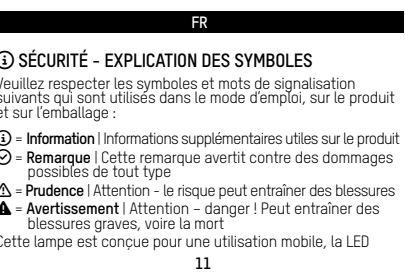 FR
SÉCURITÉ - EXPLICATION DES SYMBOLES
Veuillez respecter les symboles et mots de signalisation
suivants qui sont utilisés dans le mode d'emploi, sur le produit
et sur l'emballage :
= Information | Informations supplémentaires utiles sur le produit
= Remarque | Cette remarque avertit contre des dommages
possibles de tout type
= Prudence | Attention - le risque peut entraîner des blessures
= Avertissement | Attention – danger ! Peut entraîner des
blessures graves, voire la mort
Cette lampe est conçue pour une utilisation mobile, la LED
11